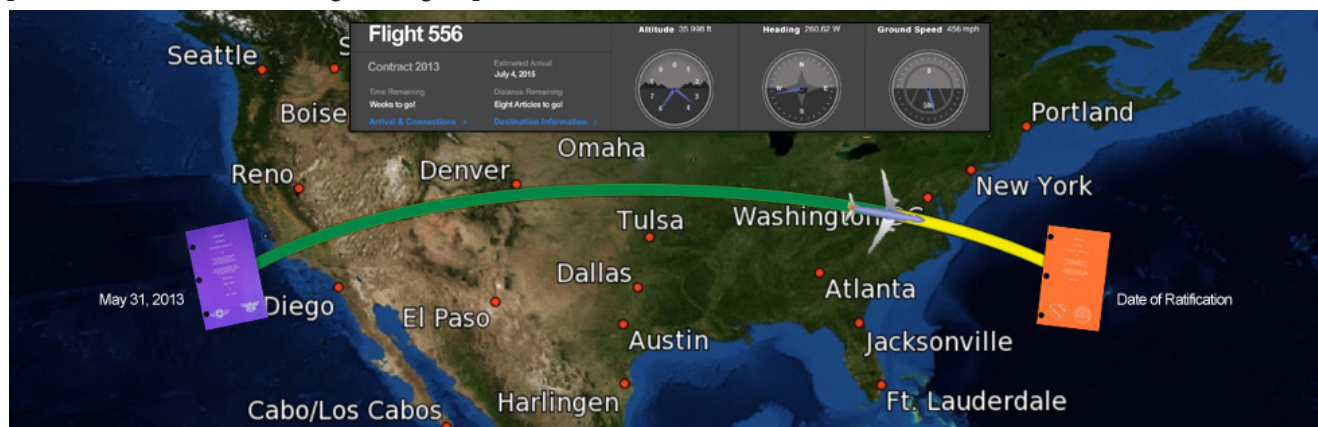 Flight 556
Contract 2013
Estimated Arrival
July 4, 2015
Time Remaining
Weeks to go!
Distance Remaining
Eight Articles to go!
Arrival & Connections >
Destination Information >
Altitude 35 998 ft
Heading 260.62 W
Ground Speed 456 mph
Seattle
Boise
Portland
Omaha
Reno
Denver
New York
Washington
Tulsa
Dallas
Atlanta
May 31, 2013
Diego
El Paso
Date of Ratification
Austin
Jacksonville
Cabo/Los Cabos
Harlingen
Ft. Lauderdale